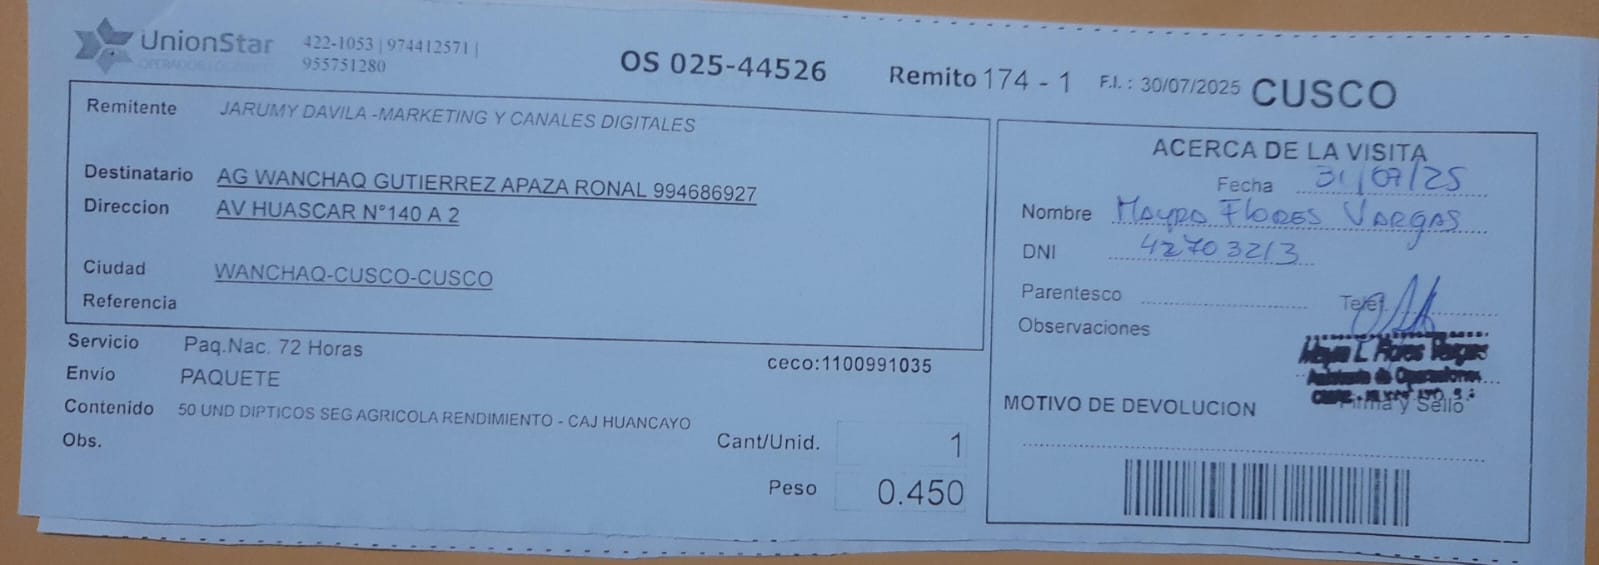 UnionStar
OPERADOR LOGISTICO
422-1053 | 974412571 |
955751280
OS 025-44526
Remito 174 - 1
F.I. : 30/07/2025
CUSCO
Remitente JARUMY DAVILA -MARKETING Y CANALES DIGITALES
Destinatario AG WANCHAQ GUTIERREZ APAZA RONAL 994686927
Direccion AV HUASCAR N°140 A 2
Ciudad WANCHAQ-CUSCO-CUSCO
Referencia
Servicio Paq.Nac. 72 Horas
ceco:1100991035
Envío PAQUETE
Contenido 50 UND DIPTICOS SEG AGRICOLA RENDIMIENTO - CAJ HUANCAYO
Obs.
Cant/Unid. 1
Peso 0.450
ACERCA DE LA VISITA
Fecha 31/07/25
Nombre Mayra Flores Vargas
DNI 42703213
Parentesco
Telef.
Observaciones
Mayra L. Flores Vargas
Asistente de Operaciones
Firma y Sello
MOTIVO DE DEVOLUCION